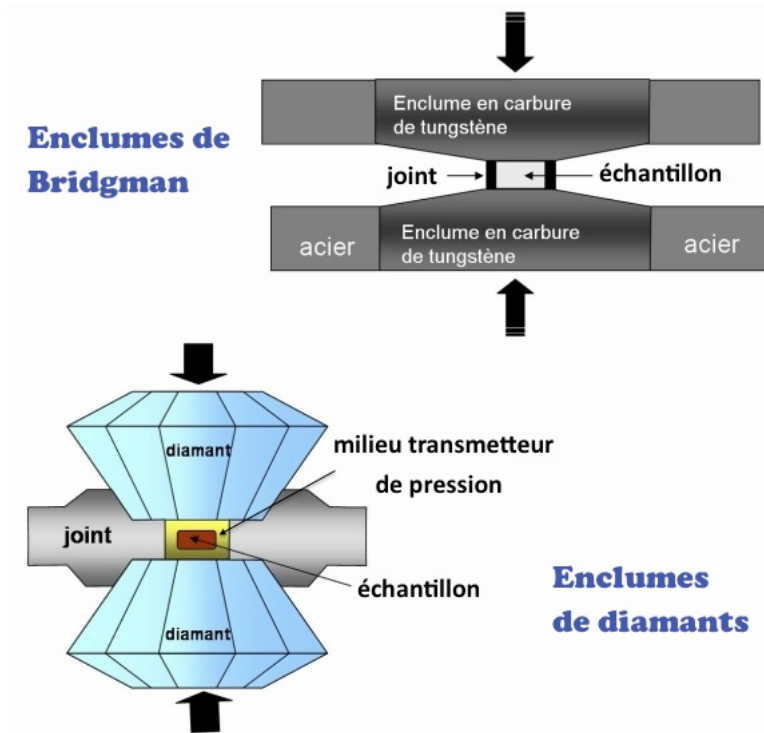 Enclume en carbure
de tungstène
Enclumes de
Bridgman
joint
échantillon
acier
Enclume en carbure
de tungstène
acier
diamant
milieu transmetteur
de pression
joint
échantillon
diamant
Enclumes
de diamants